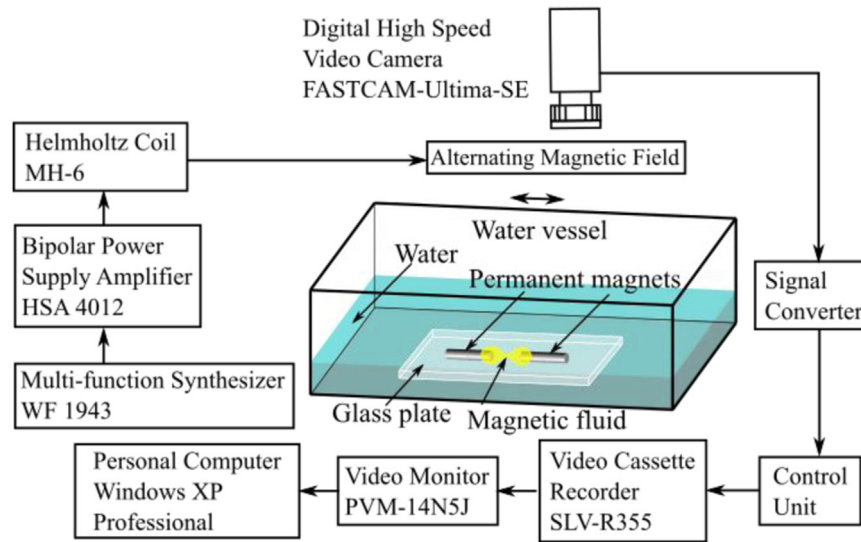 Digital High Speed
Video Camera
FASTCAM-Ultima-SE
Helmholtz Coil
MH-6
Alternating Magnetic Field
Bipolar Power
Supply Amplifier
HSA 4012
Water vessel
Water
Permanent magnets
Signal
Converter
Multi-function Synthesizer
WF 1943
Glass plate
Magnetic fluid
Personal Computer
Windows XP
Professional
Video Monitor
PVM-14N5J
Video Cassette
Recorder
SLV-R355
Control
Unit